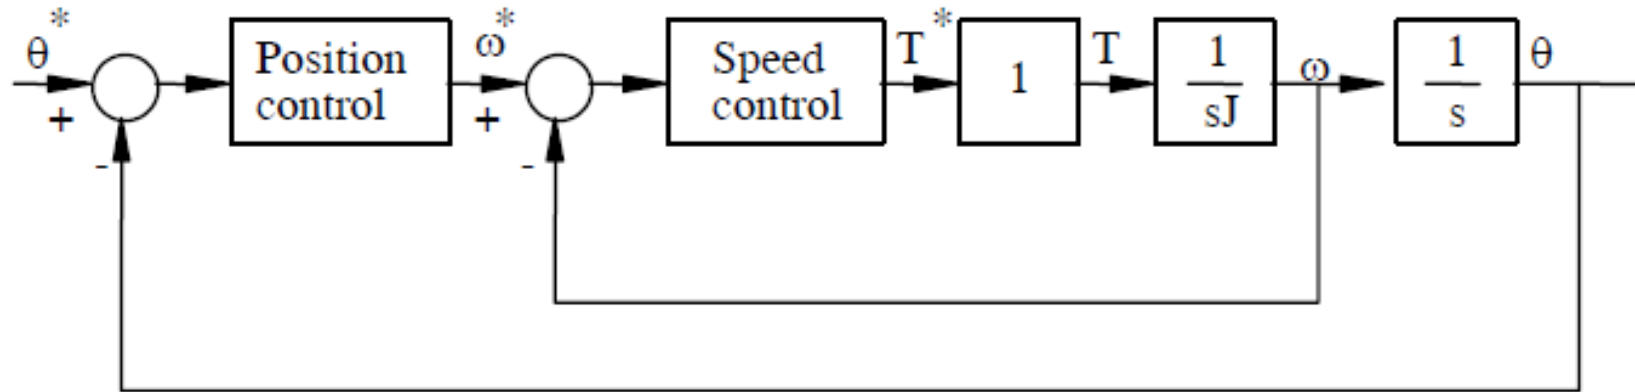 θ*
+
-
Position
control
ω*
+
-
Speed
control
T*
1
T
1
sJ
ω
1
s
θ